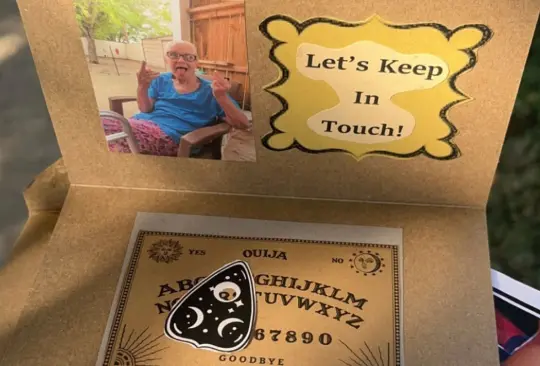 Let's Keep
In
Touch!
YES
OUIJA
NO
GHIJKLM
TUVWXYZ
67890
GOODBYE